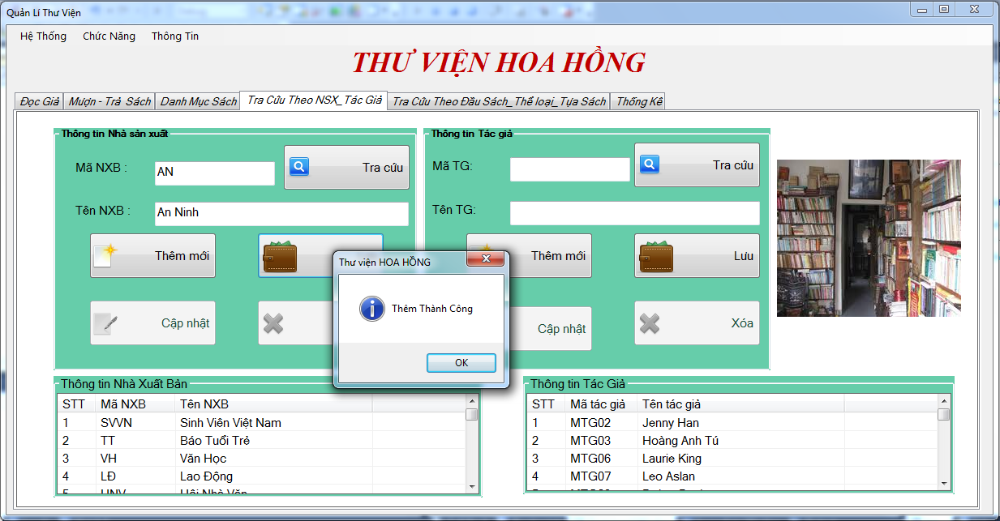 Quản Lí Thư Viện
Hệ Thống Chức Năng Thông Tin
THƯ VIỆN HOA HỒNG
Đọc Giả Mượn - Trả Sách Danh Mục Sách Tra Cứu Theo NSX_Tác Giả Tra Cứu Theo Đầu Sách_Thể loại_Tựa Sách Thống Kê
Thông tin Nhà sản xuất
Mã NXB : AN Tra cứu
Tên NXB : An Ninh
Thêm mới
Cập nhật
Thông tin Tác giả
Mã TG: Tra cứu
Tên TG:
Thêm mới Lưu
Cập nhật Xóa
Thư viện HOA HỒNG
Thêm Thành Công
OK
Thông tin Nhà Xuất Bản
STT Mã NXB Tên NXB
1 SVVN Sinh Viên Việt Nam
2 TT Báo Tuổi Trẻ
3 VH Văn Học
4 LĐ Lao Động
5 HNV Hội Nhà Văn
Thông tin Tác Giả
STT Mã tác giả Tên tác giả
1 MTG02 Jenny Han
2 MTG03 Hoàng Anh Tú
3 MTG06 Laurie King
4 MTG07 Leo Aslan